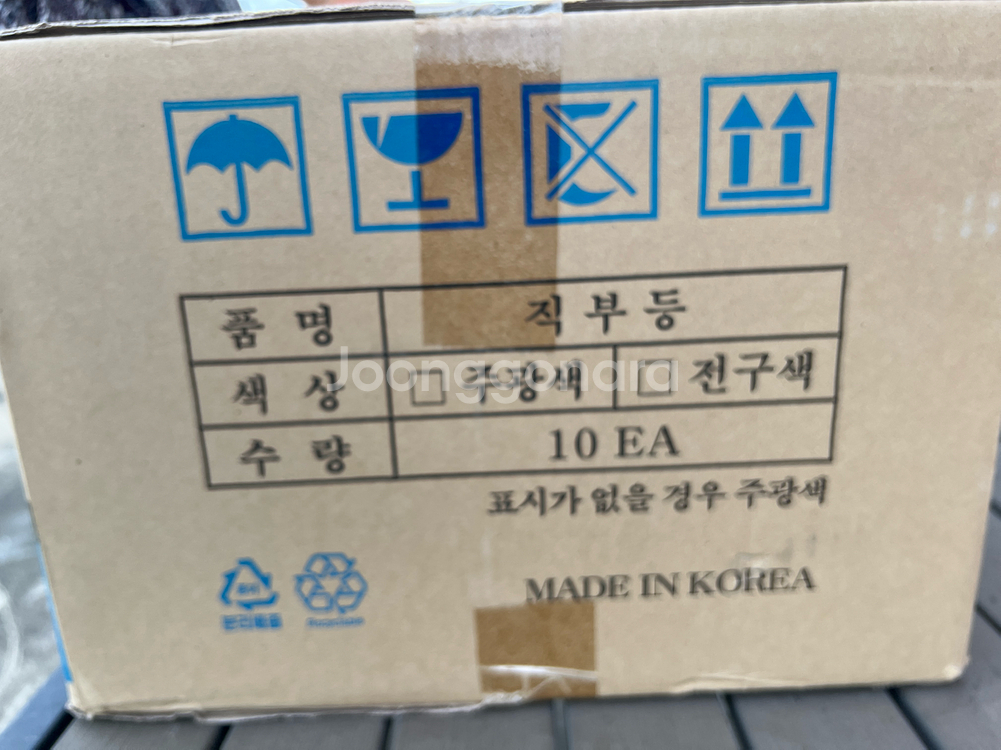 품 명 직 부 등
색 상 □ 주광색 □ 전구색
수 량 10 EA
표시가 없을 경우 주광색
MADE IN KOREA
Joonggonara